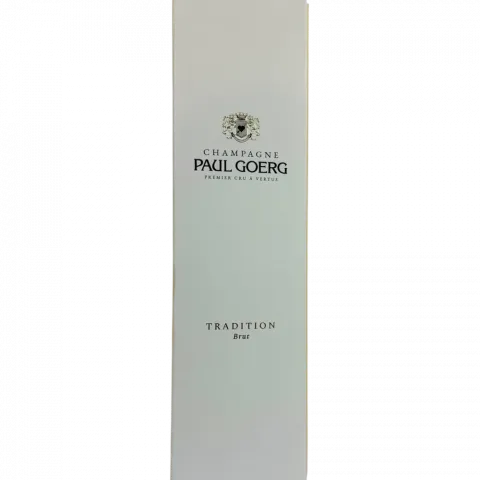 CHAMPAGNE
PAUL GOERG
PREMIER CRU À VERTUS
TRADITION
Brut